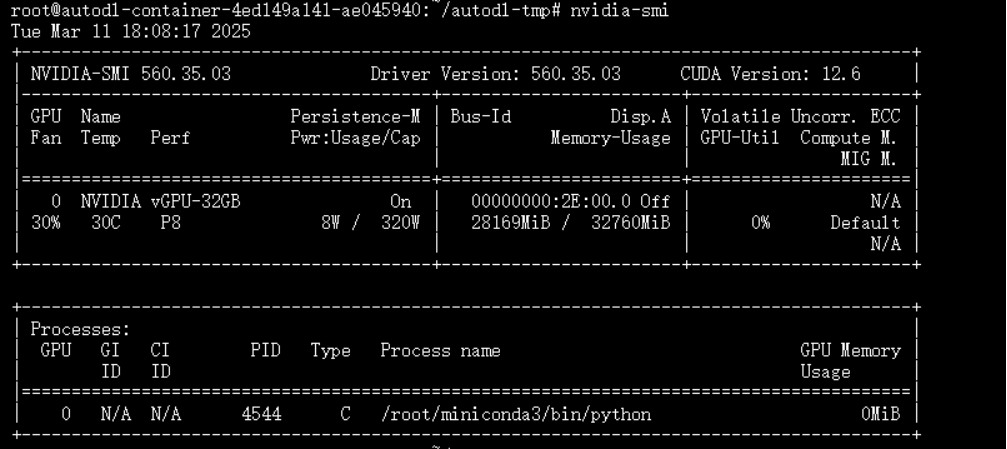 root@autodl-container-4ed149a141-ae045940:~/autodl-tmp# nvidia-smi
Tue Mar 11 18:08:17 2025
+-----------------------------------------------------------------------------------------+
| NVIDIA-SMI 560.35.03              Driver Version: 560.35.03      CUDA Version: 12.6     |
|-----------------------------------------+------------------------+----------------------+
| GPU  Name                 Persistence-M | Bus-Id          Disp.A | Volatile Uncorr. ECC |
| Fan  Temp   Perf          Pwr:Usage/Cap |           Memory-Usage | GPU-Util  Compute M. |
|                                         |                        |               MIG M. |
|=========================================+========================+======================|
|   0  NVIDIA vGPU-32GB               On  |   00000000:2E:00.0 Off |                  N/A |
| 30%   30C    P8              8W /  320W |   28169MiB /  32760MiB |      0%      Default |
|                                         |                        |                  N/A |
+-----------------------------------------+------------------------+----------------------+
+-----------------------------------------------------------------------------------------+
| Processes:                                                                              |
|  GPU   GI   CI        PID   Type   Process name                              GPU Memory |
|        ID   ID                                                               Usage      |
|=========================================================================================|
|    0   N/A  N/A      4544      C   /root/miniconda3/bin/python                     0MiB |
+-----------------------------------------------------------------------------------------+